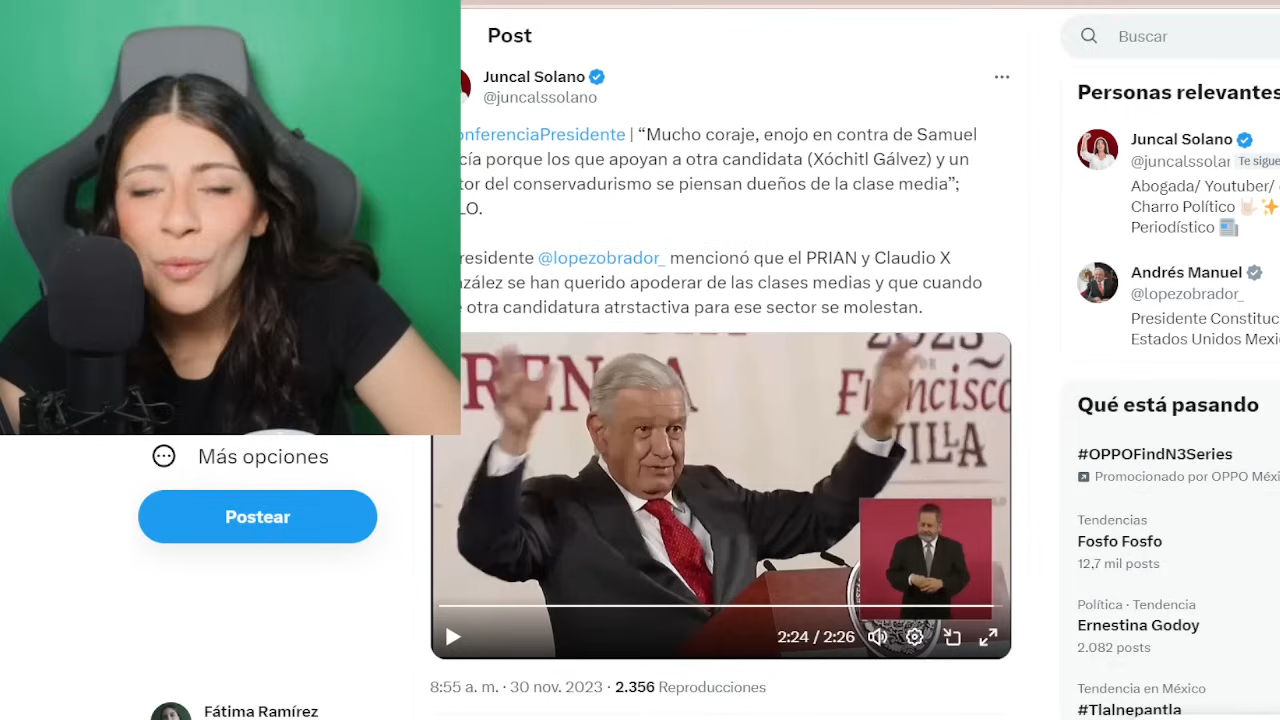 Post
Buscar
Juncal Solano
@juncalssolano
onferenciaPresidente | “Mucho coraje, enojo en contra de Samuel
cía porque los que apoyan a otra candidata (Xóchitl Gálvez) y un
tor del conservadurismo se piensan dueños de la clase media”;
LO.
residente @lopezobrador_ mencionó que el PRIAN y Claudio X
nzález se han querido apoderar de las clases medias y que cuando
otra candidatura atrstactiva para ese sector se molestan.
RENSA
2023
Francisco
VILLA
2:24 / 2:26
8:55 a. m. · 30 nov. 2023 · 2.356 Reproducciones
Más opciones
Postear
Fátima Ramírez
Personas relevantes
Juncal Solano
@juncalssolar Te sigue
Abogada/ Youtuber/
Charro Político
Periodístico
Andrés Manuel
@lopezobrador_
Presidente Constituc
Estados Unidos Mexi
Qué está pasando
#OPPOFindN3Series
Promocionado por OPPO Méxi
Tendencias
Fosfo Fosfo
12,7 mil posts
Política · Tendencia
Ernestina Godoy
2.082 posts
Tendencia en México
#Tlalnepantla